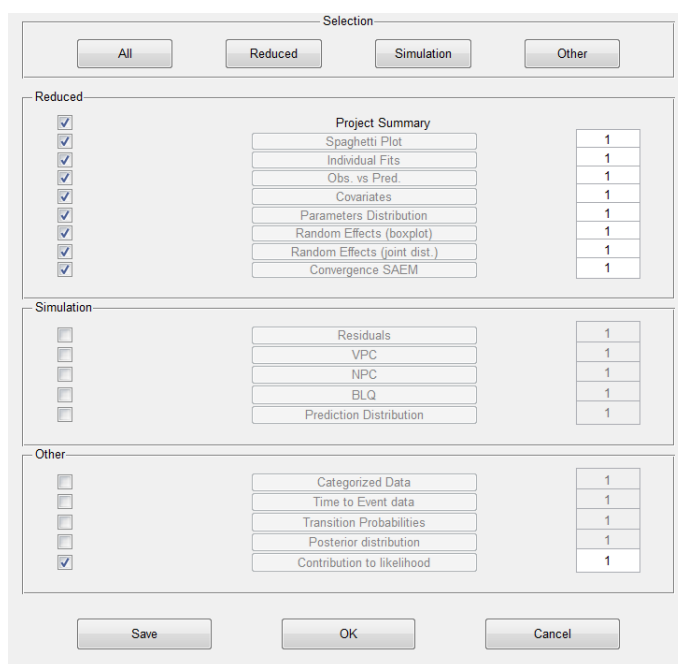 Selection
All Reduced Simulation Other
Reduced
Project Summary
Spaghetti Plot 1
Individual Fits 1
Obs. vs Pred. 1
Covariates 1
Parameters Distribution 1
Random Effects (boxplot) 1
Random Effects (joint dist.) 1
Convergence SAEM 1
Simulation
Residuals 1
VPC 1
NPC 1
BLQ 1
Prediction Distribution 1
Other
Categorized Data 1
Time to Event data 1
Transition Probabilities 1
Posterior distribution 1
Contribution to likelihood 1
Save OK Cancel